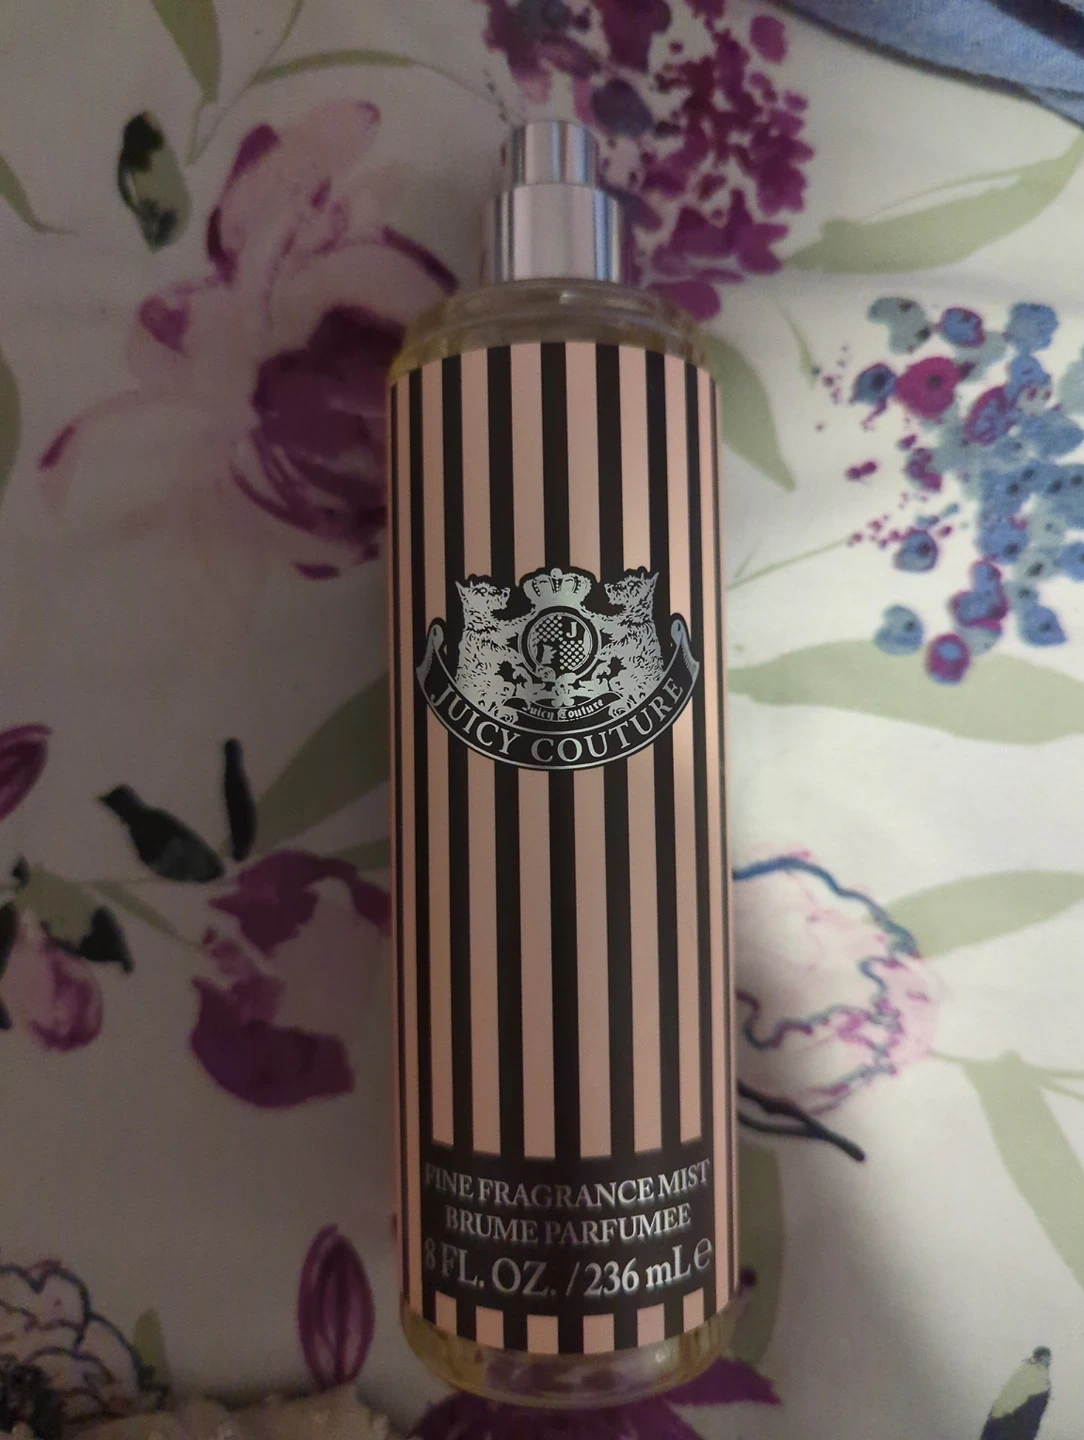 J
Juicy Couture
JUICY COUTURE
FINE FRAGRANCE MIST
BRUME PARFUMEE
8 FL. OZ. / 236 mL ℮